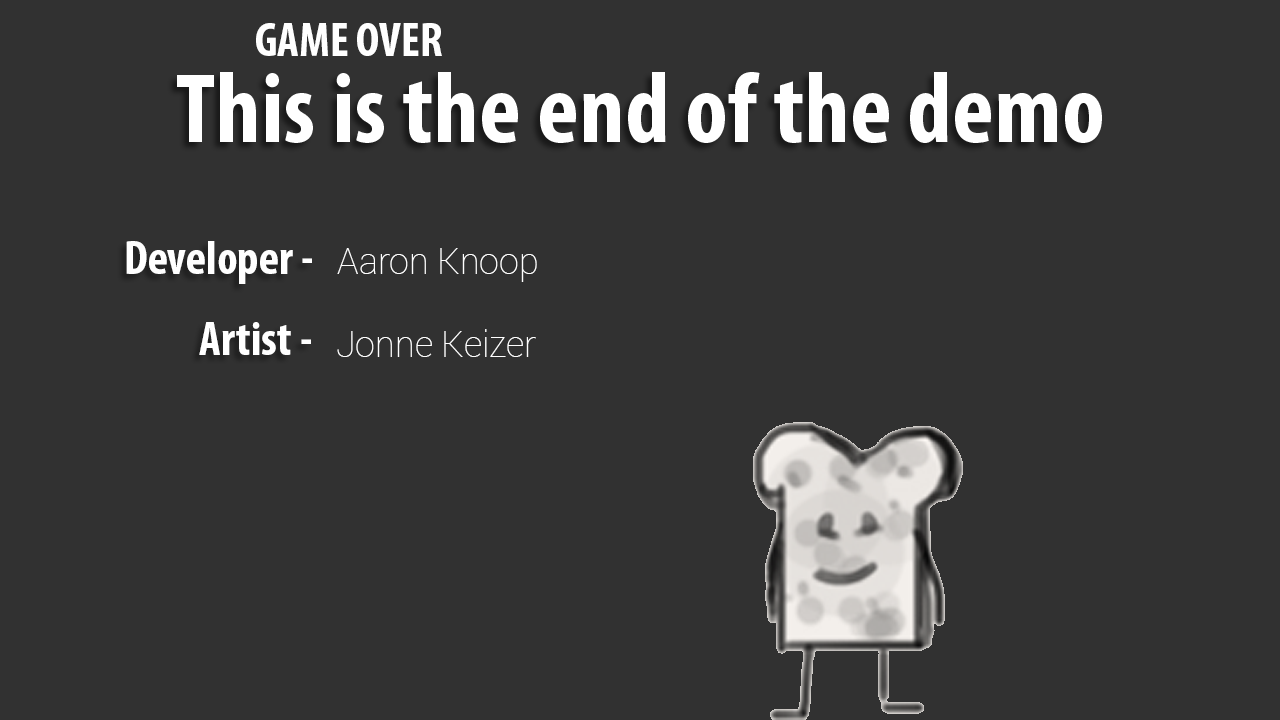 GAME OVER
This is the end of the demo
Developer - Aaron Knoop
Artist - Jonne Keizer